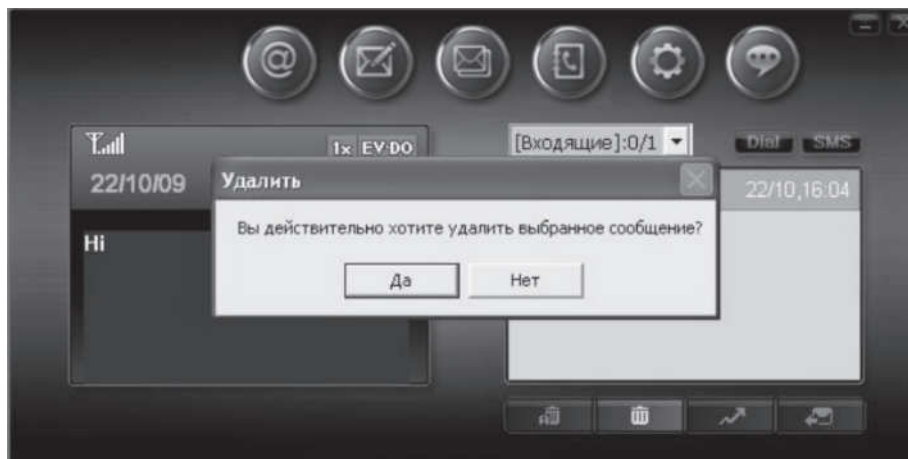 @
1x EV-DO
[Входящие]:0/1
Dial SMS
22/10/09
Удалить
22/10,16:04
Вы действительно хотите удалить выбранное сообщение?
Hi
Да Нет